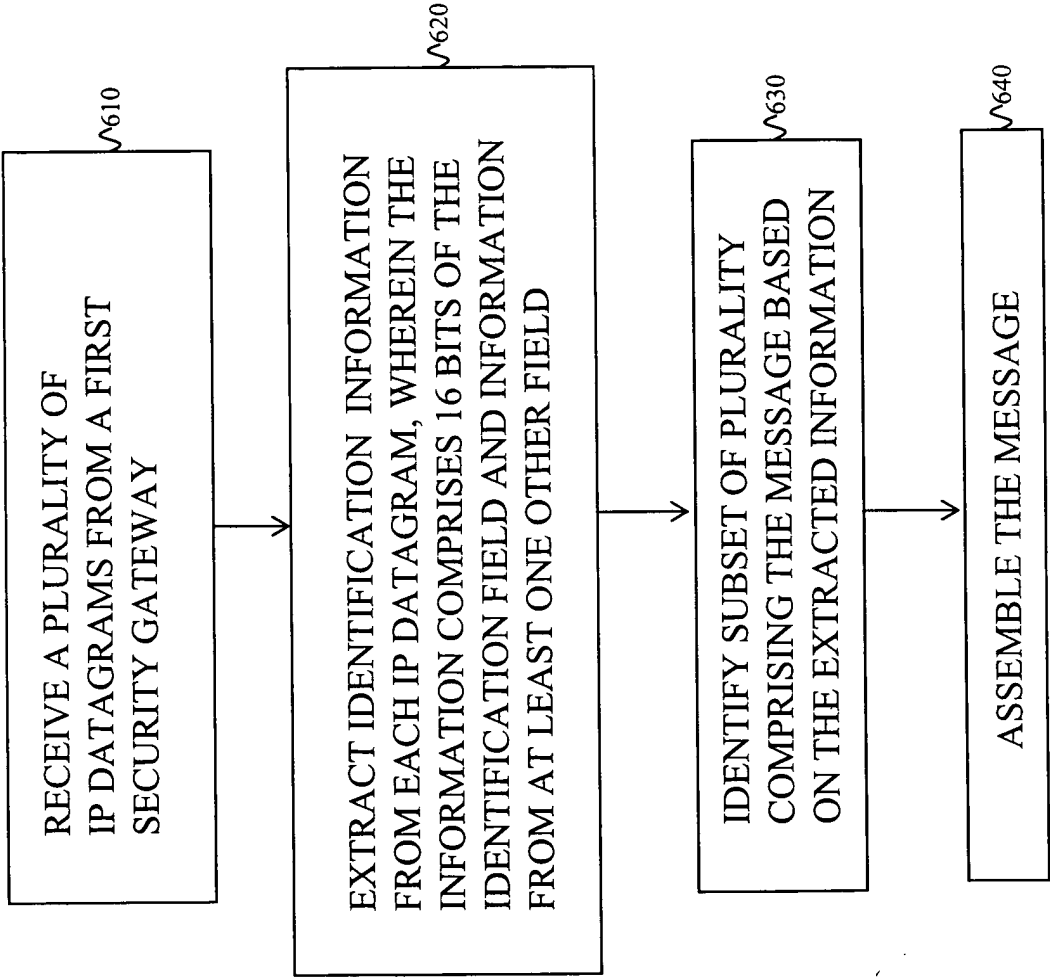 RECEIVE A PLURALITY OF
IP DATAGRAMS FROM A FIRST
SECURITY GATEWAY
610
EXTRACT IDENTIFICATION INFORMATION
FROM EACH IP DATAGRAM, WHEREIN THE
INFORMATION COMPRISES 16 BITS OF THE
IDENTIFICATION FIELD AND INFORMATION
FROM AT LEAST ONE OTHER FIELD
620
IDENTIFY SUBSET OF PLURALITY
COMPRISING THE MESSAGE BASED
ON THE EXTRACTED INFORMATION
630
ASSEMBLE THE MESSAGE
640